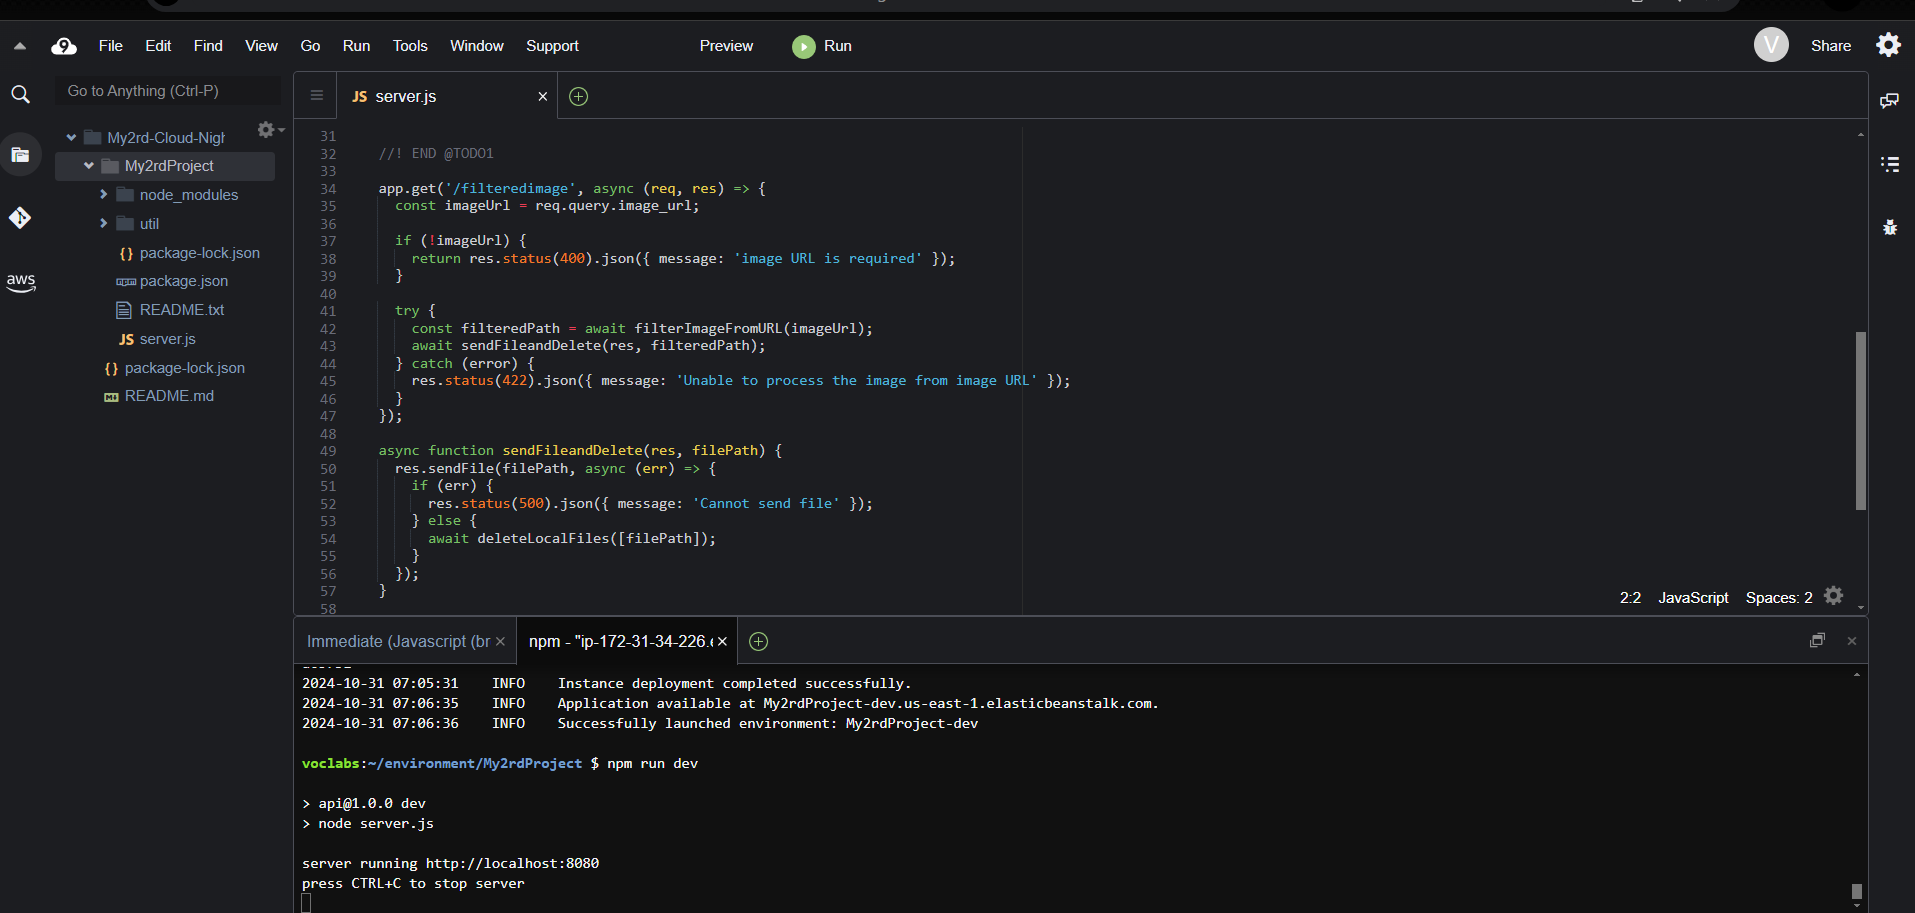 File Edit Find View Go Run Tools Window Support Preview Run V Share
Go to Anything (Ctrl-P)
My2rd-Cloud-Nigh
My2rdProject
node_modules
util
package-lock.json
package.json
README.txt
JS server.js
package-lock.json
README.md
aws
JS server.js
31
32 //! END @TODO1
33
34 app.get('/filteredimage', async (req, res) => {
35 const imageUrl = req.query.image_url;
36
37 if (!imageUrl) {
38 return res.status(400).json({ message: 'image URL is required' });
39 }
40
41 try {
42 const filteredPath = await filterImageFromURL(imageUrl);
43 await sendFileandDelete(res, filteredPath);
44 } catch (error) {
45 res.status(422).json({ message: 'Unable to process the image from image URL' });
46 }
47 });
48
49 async function sendFileandDelete(res, filePath) {
50 res.sendFile(filePath, async (err) => {
51 if (err) {
52 res.status(500).json({ message: 'Cannot send file' });
53 } else {
54 await deleteLocalFiles([filePath]);
55 }
56 });
57 }
58
2:2 JavaScript Spaces: 2
Immediate (Javascript (br npm - "ip-172-31-34-226.e
2024-10-31 07:05:31 INFO Instance deployment completed successfully.
2024-10-31 07:06:35 INFO Application available at My2rdProject-dev.us-east-1.elasticbeanstalk.com.
2024-10-31 07:06:36 INFO Successfully launched environment: My2rdProject-dev
voclabs:~/environment/My2rdProject $ npm run dev
> api@1.0.0 dev
> node server.js
server running http://localhost:8080
press CTRL+C to stop server